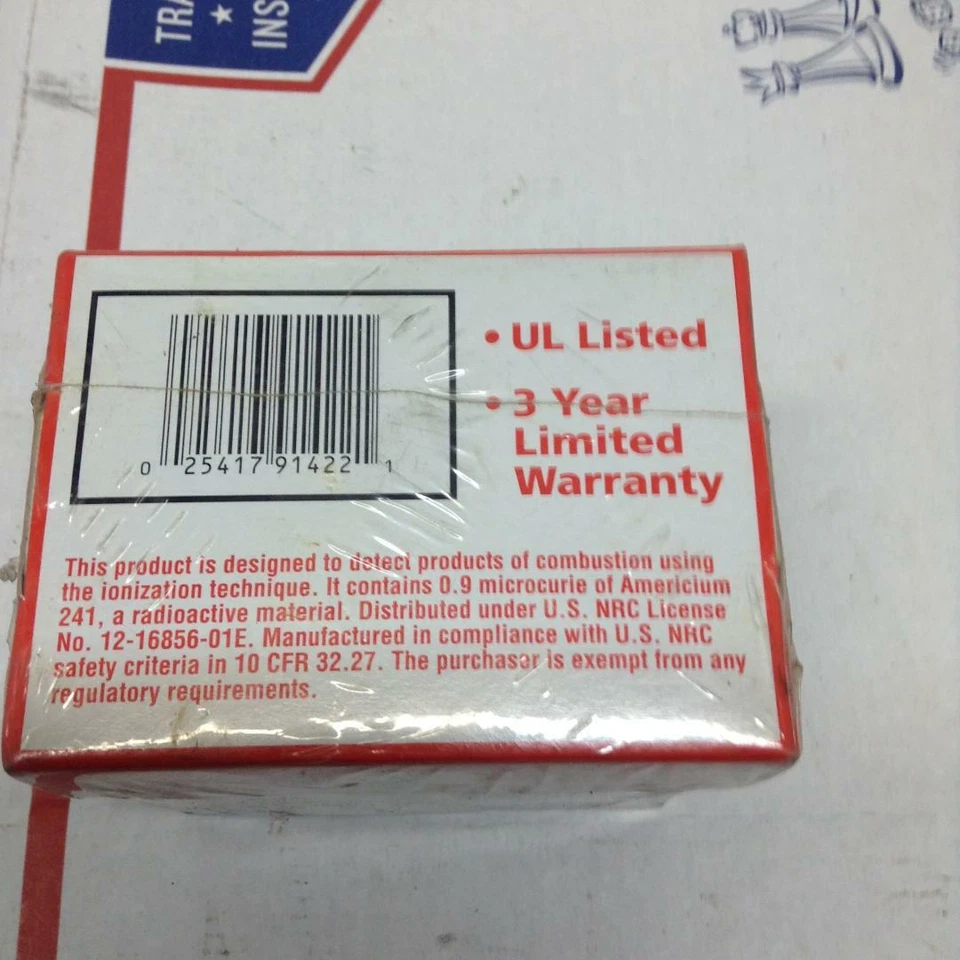 TRA
★
INS
0 25417 91422 1
• UL Listed
• 3 Year
Limited
Warranty
This product is designed to detect products of combustion using
the ionization technique. It contains 0.9 microcurie of Americium
241, a radioactive material. Distributed under U.S. NRC License
No. 12-16856-01E. Manufactured in compliance with U.S. NRC
safety criteria in 10 CFR 32.27. The purchaser is exempt from any
regulatory requirements.